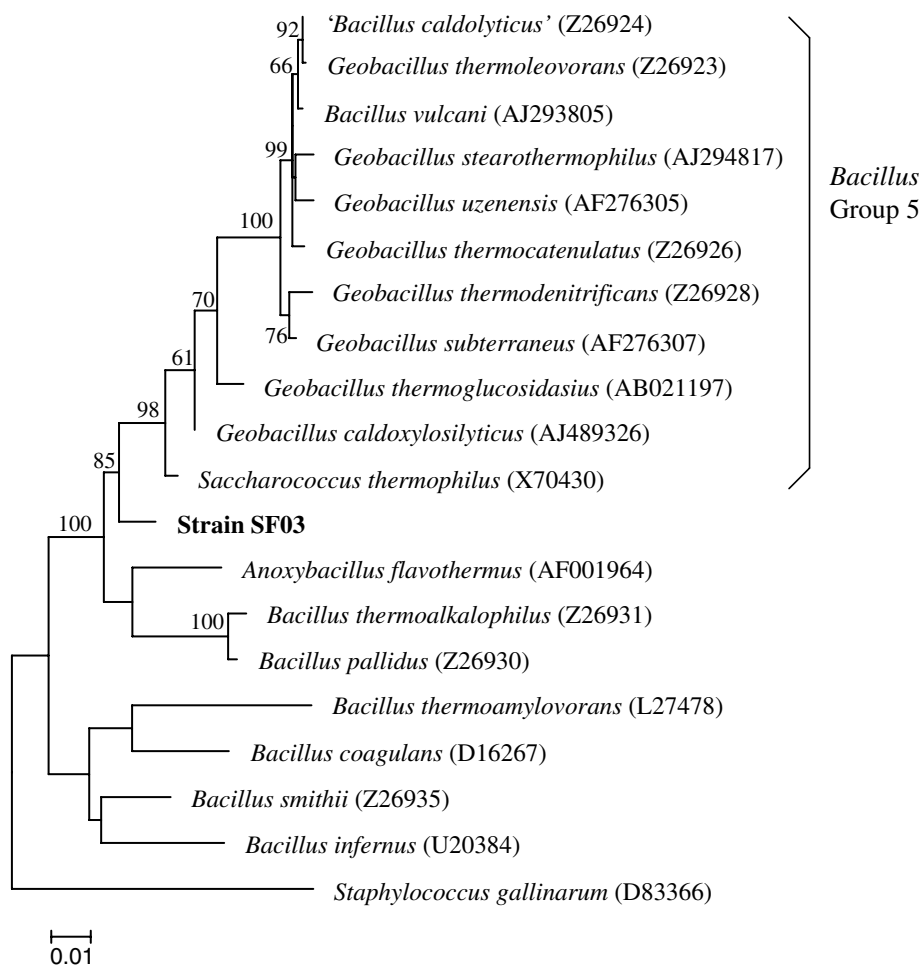 92
‘Bacillus caldolyticus’ (Z26924)
66
Geobacillus thermoleovorans (Z26923)
Bacillus vulcani (AJ293805)
99
Geobacillus stearothermophilus (AJ294817)
Bacillus
Group 5
Geobacillus uzenensis (AF276305)
100
Geobacillus thermocatenulatus (Z26926)
Geobacillus thermodenitrificans (Z26928)
70
76
Geobacillus subterraneus (AF276307)
61
Geobacillus thermoglucosidasius (AB021197)
98
Geobacillus caldoxylosilyticus (AJ489326)
85
Saccharococcus thermophilus (X70430)
100
Strain SF03
Anoxybacillus flavothermus (AF001964)
100
Bacillus thermoalkalophilus (Z26931)
Bacillus pallidus (Z26930)
Bacillus thermoamylovorans (L27478)
Bacillus coagulans (D16267)
Bacillus smithii (Z26935)
Bacillus infernus (U20384)
Staphylococcus gallinarum (D83366)
0.01